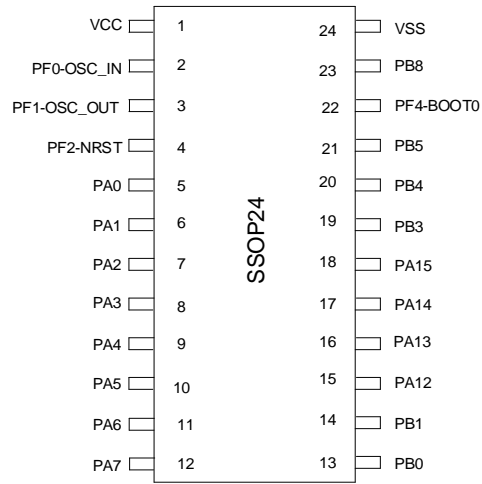 VCC 1 24 VSS
PF0-OSC_IN 2 23 PB8
PF1-OSC_OUT 3 22 PF4-BOOT0
PF2-NRST 4 21 PB5
PA0 5 20 PB4
PA1 6 19 PB3
PA2 7 18 PA15
PA3 8 17 PA14
PA4 9 16 PA13
PA5 10 15 PA12
PA6 11 14 PB1
PA7 12 13 PB0
SSOP24